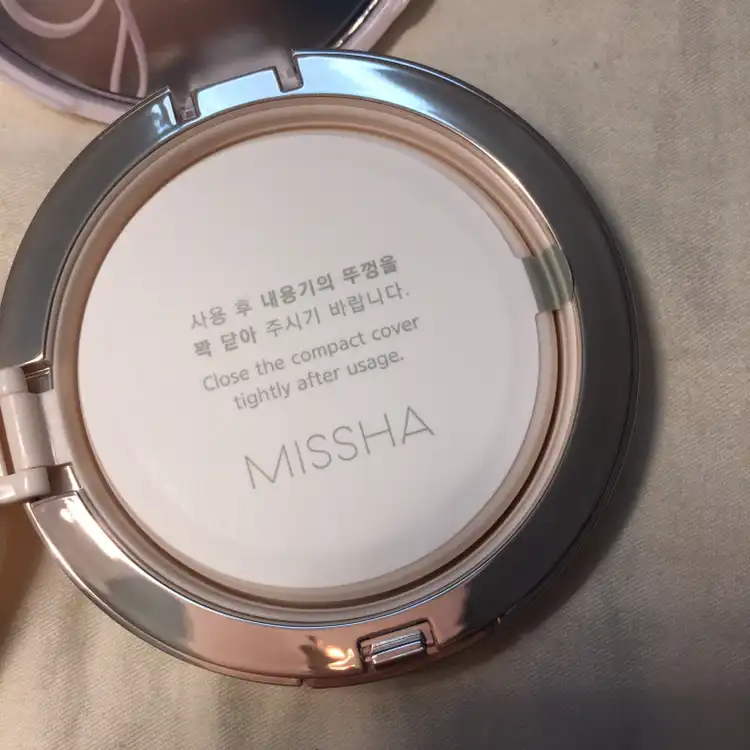 사용 후 내용기의 뚜껑을
꽉 닫아 주시기 바랍니다.
Close the compact cover
tightly after usage.
MISSHA